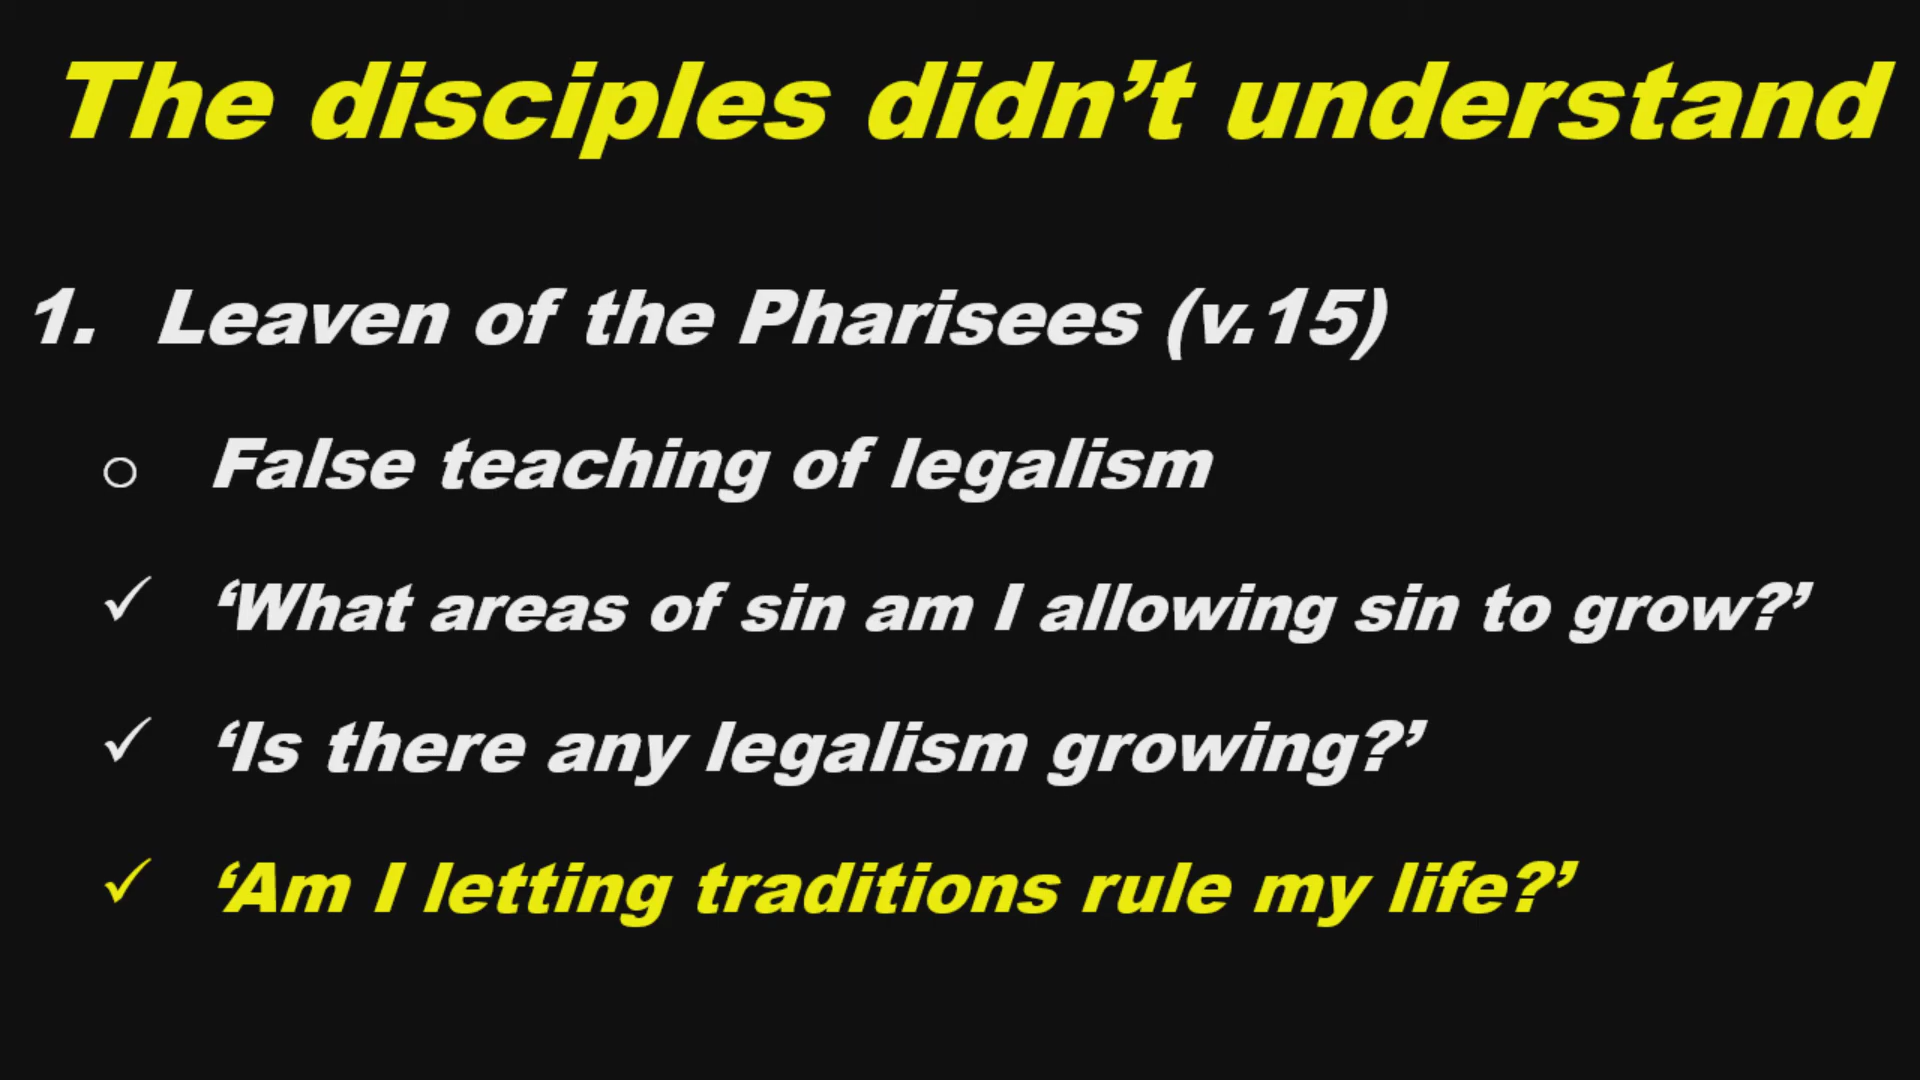 The disciples didn’t understand
1. Leaven of the Pharisees (v.15)
o False teaching of legalism
✓ ‘What areas of sin am I allowing sin to grow?’
✓ ‘Is there any legalism growing?’
✓ ‘Am I letting traditions rule my life?’